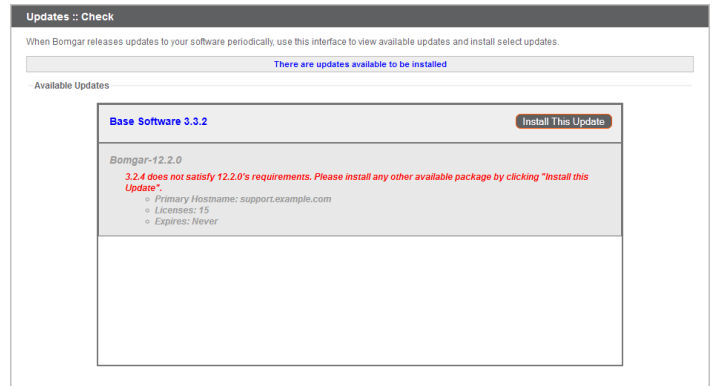 Updates :: Check
When Bomgar releases updates to your software periodically, use this interface to view available updates and install select updates.
There are updates available to be installed
Available Updates
Base Software 3.3.2
Install This Update
Bomgar-12.2.0
3.2.4 does not satisfy 12.2.0's requirements. Please install any other available package by clicking "Install this
Update".
Primary Hostname: support.example.com
Licenses: 15
Expires: Never